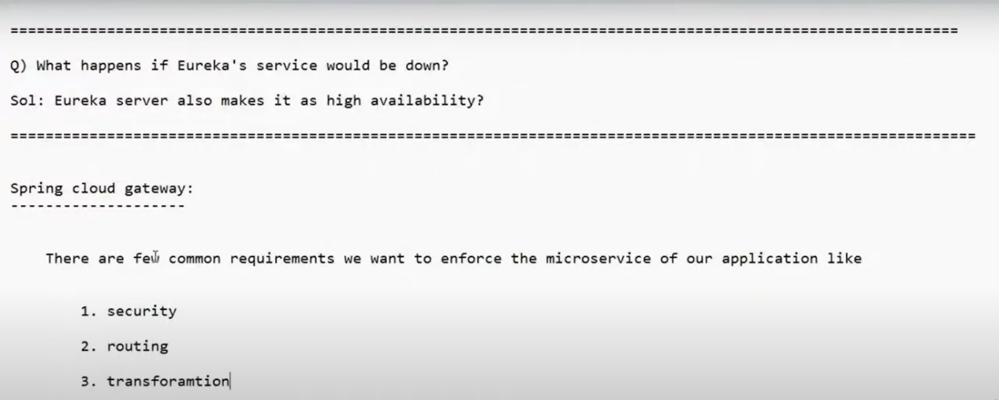 ================================================================================================================
Q) What happens if Eureka's service would be down?
Sol: Eureka server also makes it as high availability?
==================================================================================================================
Spring cloud gateway:
--------------------
There are few common requirements we want to enforce the microservice of our application like
1. security
2. routing
3. transforamtion